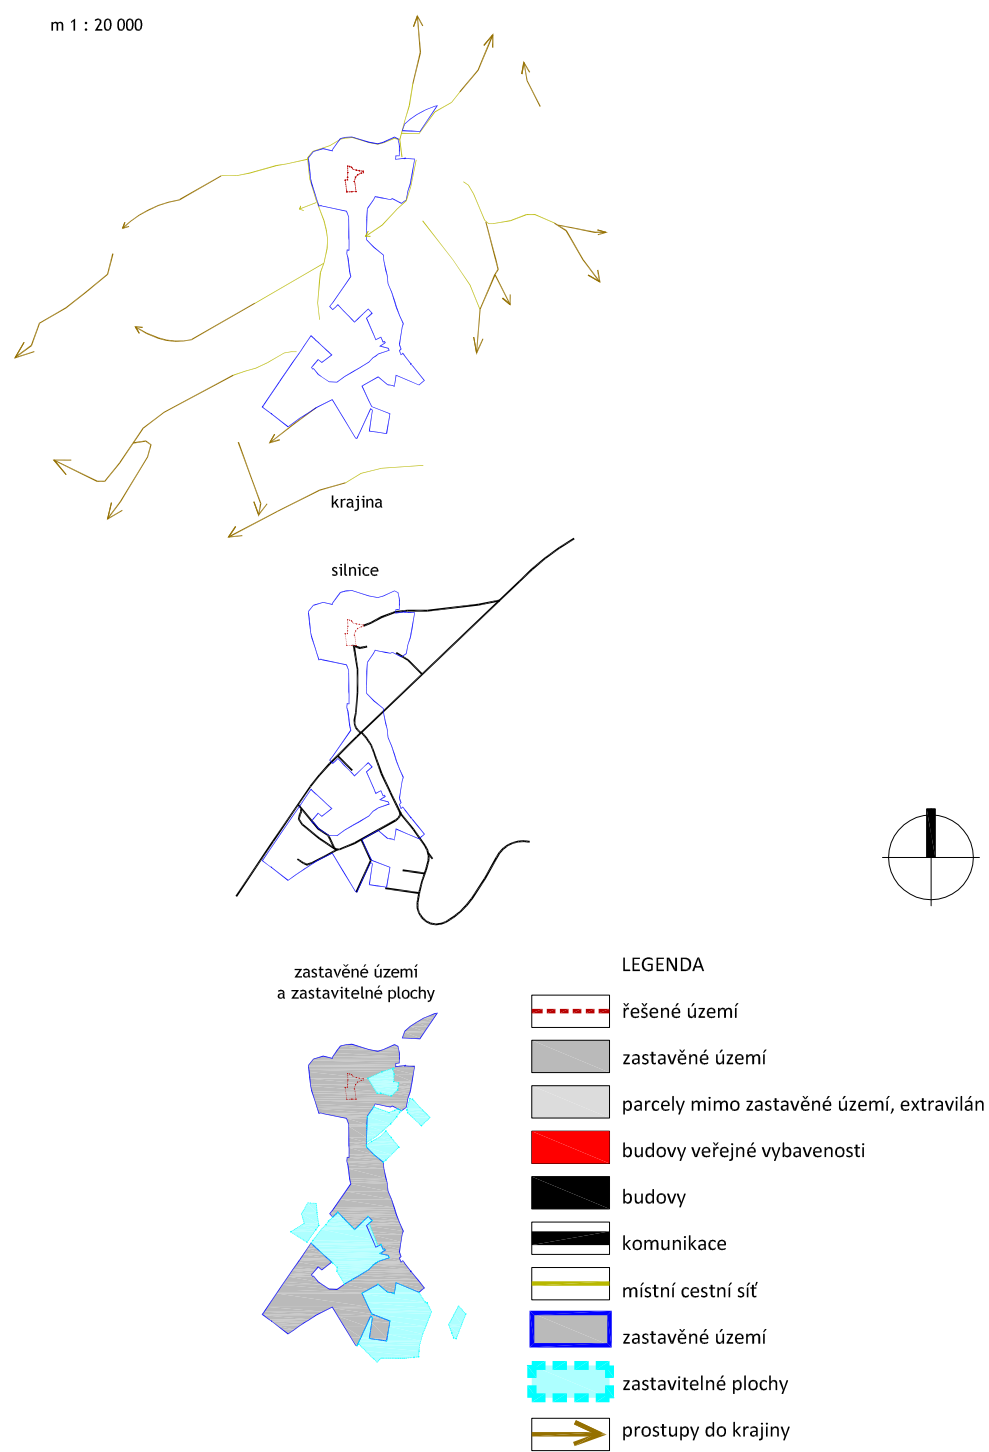 m 1 : 20 000
krajina
silnice
zastavěné území
a zastavitelné plochy
LEGENDA
řešené území
zastavěné území
parcely mimo zastavěné území, extravilán
budovy veřejné vybavenosti
budovy
komunikace
místní cestní síť
zastavěné území
zastavitelné plochy
prostupy do krajiny